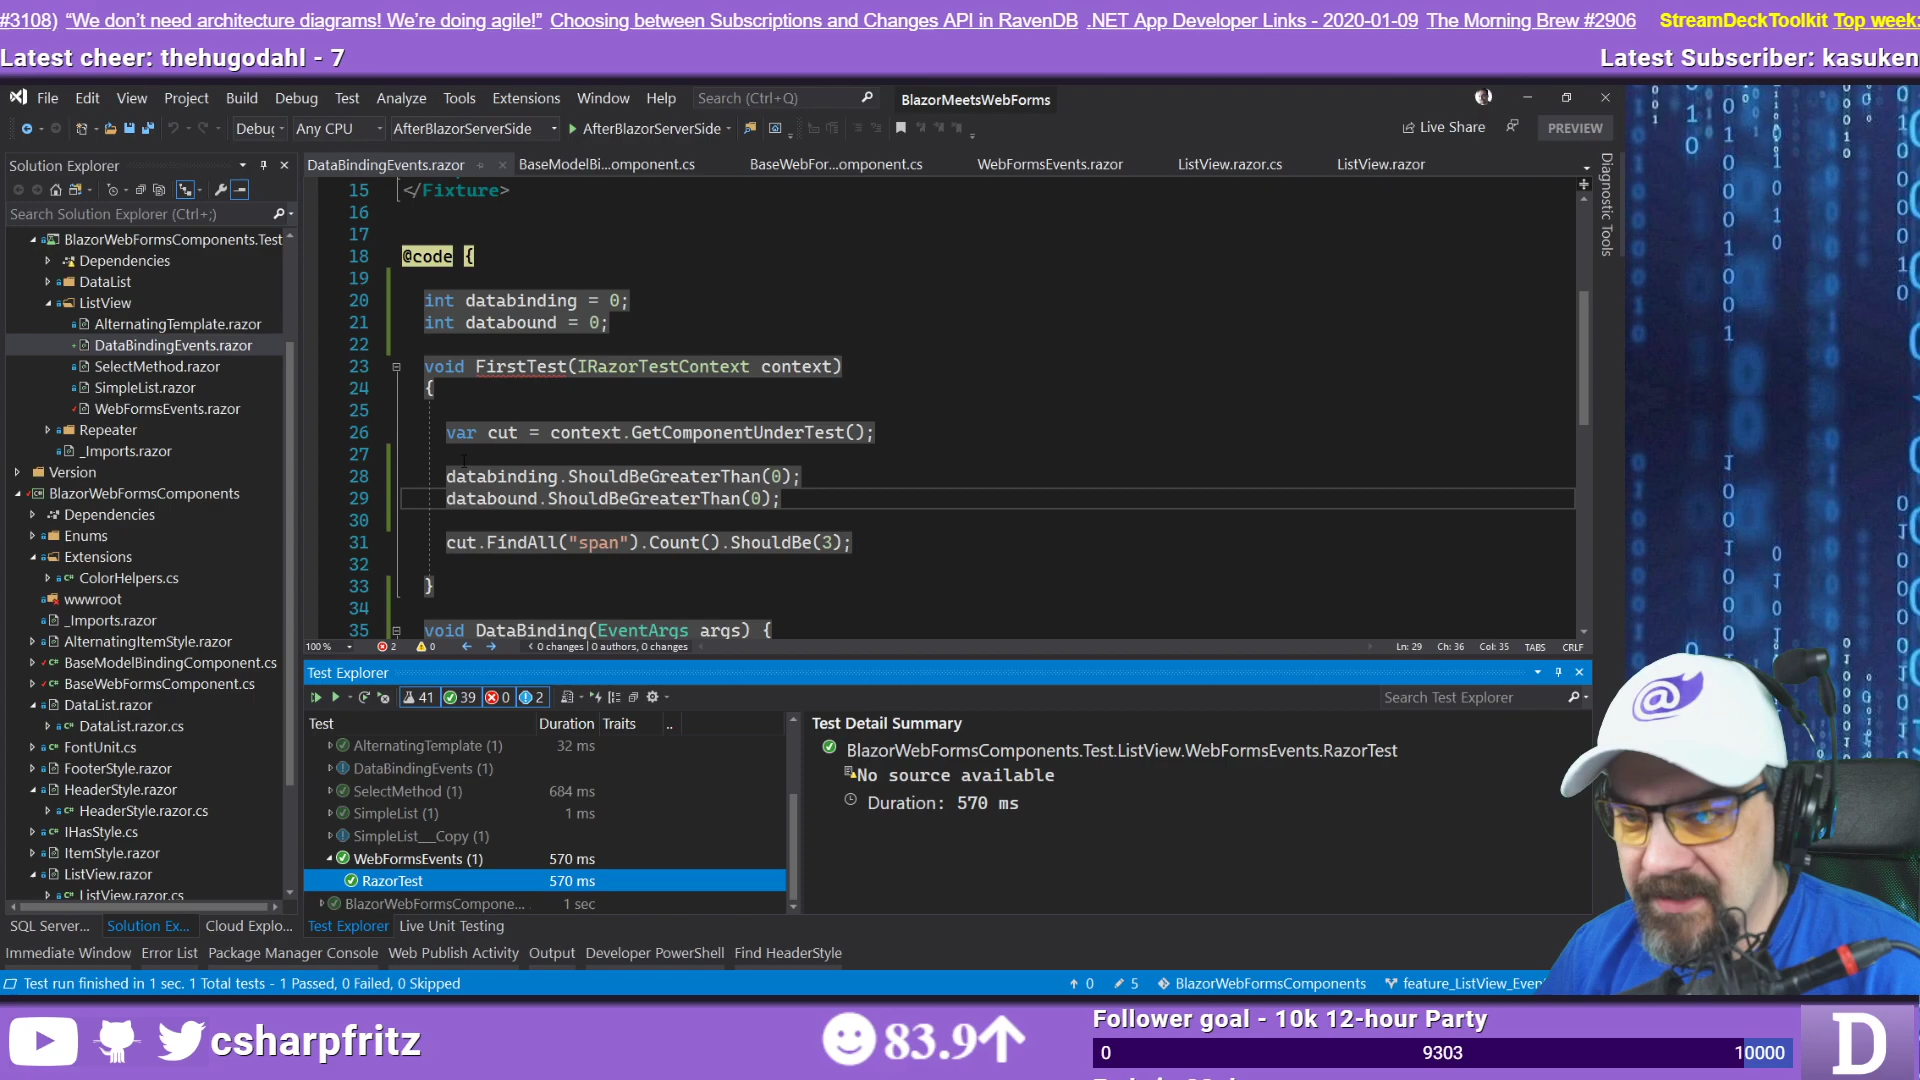 #3108) “We don’t need architecture diagrams! We’re doing agile!” Choosing between Subscriptions and Changes API in RavenDB .NET App Developer Links - 2020-01-09 The Morning Brew #2906 StreamDeckToolkit Top week:
Latest cheer: thehugodahl - 7
Latest Subscriber: kasuken
File Edit View Project Build Debug Test Analyze Tools Extensions Window Help Search (Ctrl+Q) BlazorMeetsWebForms
Debug Any CPU AfterBlazorServerSide AfterBlazorServerSide Live Share PREVIEW
Solution Explorer
Search Solution Explorer (Ctrl+;)
BlazorWebFormsComponents.Test
Dependencies
DataList
ListView
AlternatingTemplate.razor
DataBindingEvents.razor
SelectMethod.razor
SimpleList.razor
WebFormsEvents.razor
Repeater
_Imports.razor
Version
BlazorWebFormsComponents
Dependencies
Enums
Extensions
ColorHelpers.cs
wwwroot
_Imports.razor
AlternatingItemStyle.razor
BaseModelBindingComponent.cs
BaseWebFormsComponent.cs
DataList.razor
DataList.razor.cs
FontUnit.cs
FooterStyle.razor
HeaderStyle.razor
HeaderStyle.razor.cs
IHasStyle.cs
ItemStyle.razor
ListView.razor
ListView.razor.cs
SQL Server... Solution Ex... Cloud Explo...
DataBindingEvents.razor BaseModelBi...omponent.cs BaseWebFor...omponent.cs WebFormsEvents.razor ListView.razor.cs ListView.razor
Diagnostic Tools
15 </Fixture>
16
17
18 @code {
19
20 int databinding = 0;
21 int databound = 0;
22
23 void FirstTest(IRazorTestContext context)
24 {
25
26 var cut = context.GetComponentUnderTest();
27
28 databinding.ShouldBeGreaterThan(0);
29 databound.ShouldBeGreaterThan(0);
30
31 cut.FindAll("span").Count().ShouldBe(3);
32
33 }
34
35 void DataBinding(EventArgs args) {
100% 2 0 0 changes | 0 authors, 0 changes Ln: 29 Ch: 36 Col: 35 TABS CRLF
Test Explorer
41 39 0 2 Search Test Explorer
Test Duration Traits ..
AlternatingTemplate (1) 32 ms
DataBindingEvents (1)
SelectMethod (1) 684 ms
SimpleList (1) 1 ms
SimpleList__Copy (1)
WebFormsEvents (1) 570 ms
RazorTest 570 ms
BlazorWebFormsCompone... 1 sec
Test Detail Summary
BlazorWebFormsComponents.Test.ListView.WebFormsEvents.RazorTest
No source available
Duration: 570 ms
Test Explorer Live Unit Testing
Immediate Window Error List Package Manager Console Web Publish Activity Output Developer PowerShell Find HeaderStyle
Test run finished in 1 sec. 1 Total tests - 1 Passed, 0 Failed, 0 Skipped 0 5 BlazorWebFormsComponents feature_ListView_Even
csharpfritz
83.9
Follower goal - 10k 12-hour Party
0 9303 10000
D